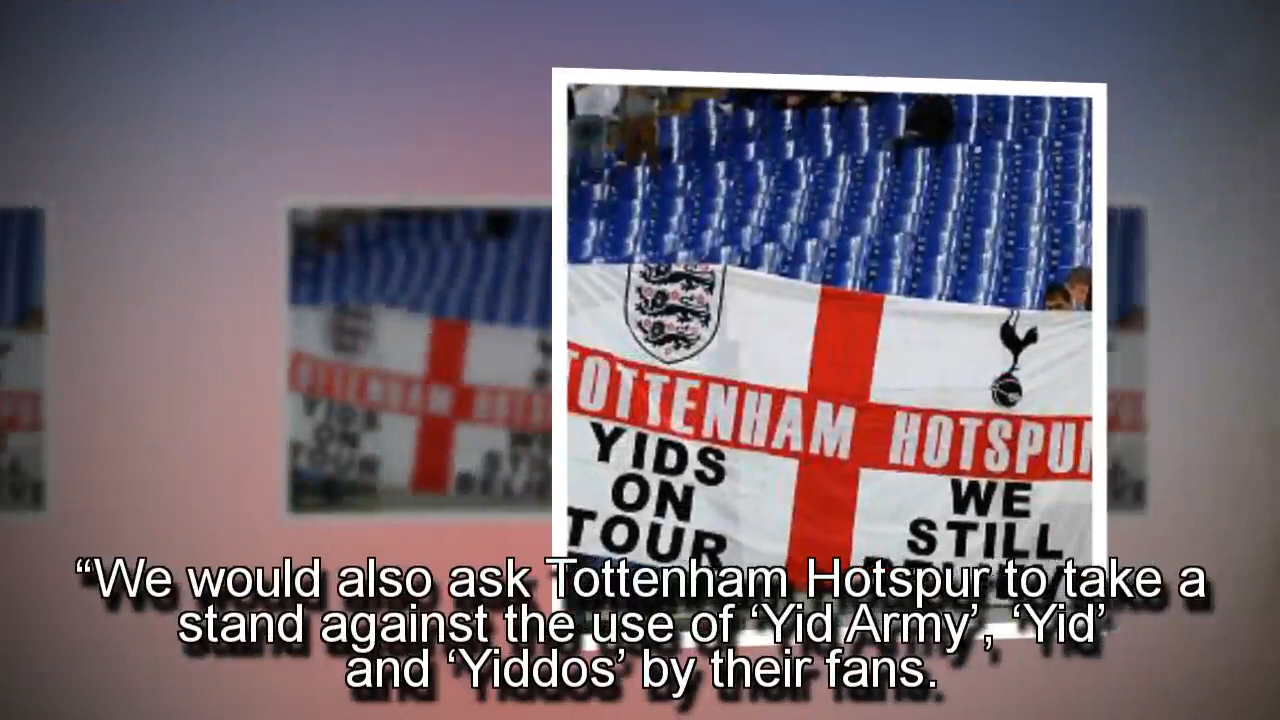 TOTTENHAM HOTSPU
YIDS
ON
TOUR
WE
STILL
“We would also ask Tottenham Hotspur to take a
stand against the use of ‘Yid Army’, ‘Yid’
and ‘Yiddos’ by their fans.